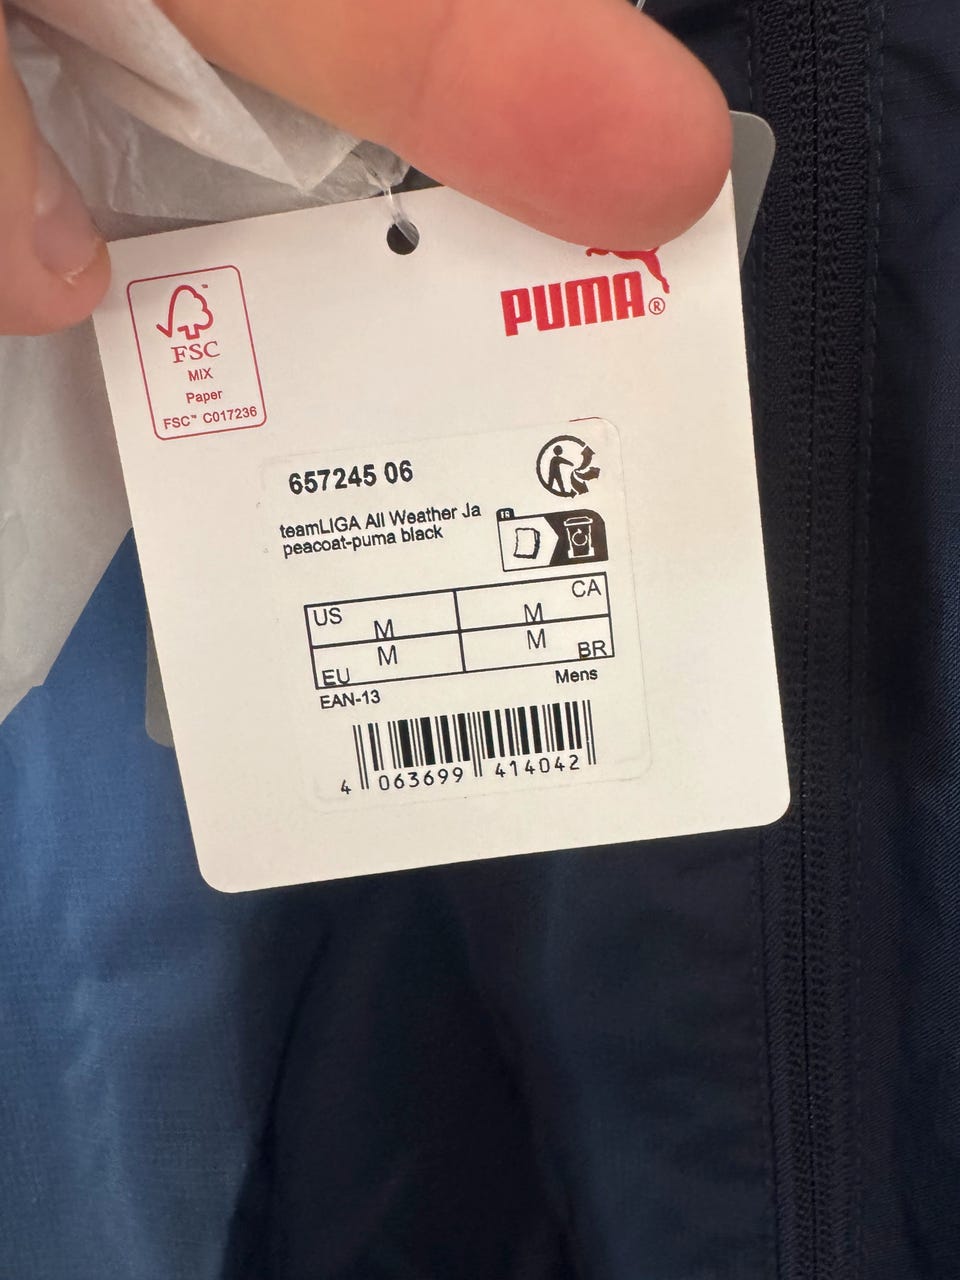 PUMA®
FSC™
MIX
Paper
FSC™ C017236
657245 06
teamLIGA All Weather Ja
peacoat-puma black
FR
US M
CA M
EU M
BR M
EAN-13
Mens
4 063699 414042